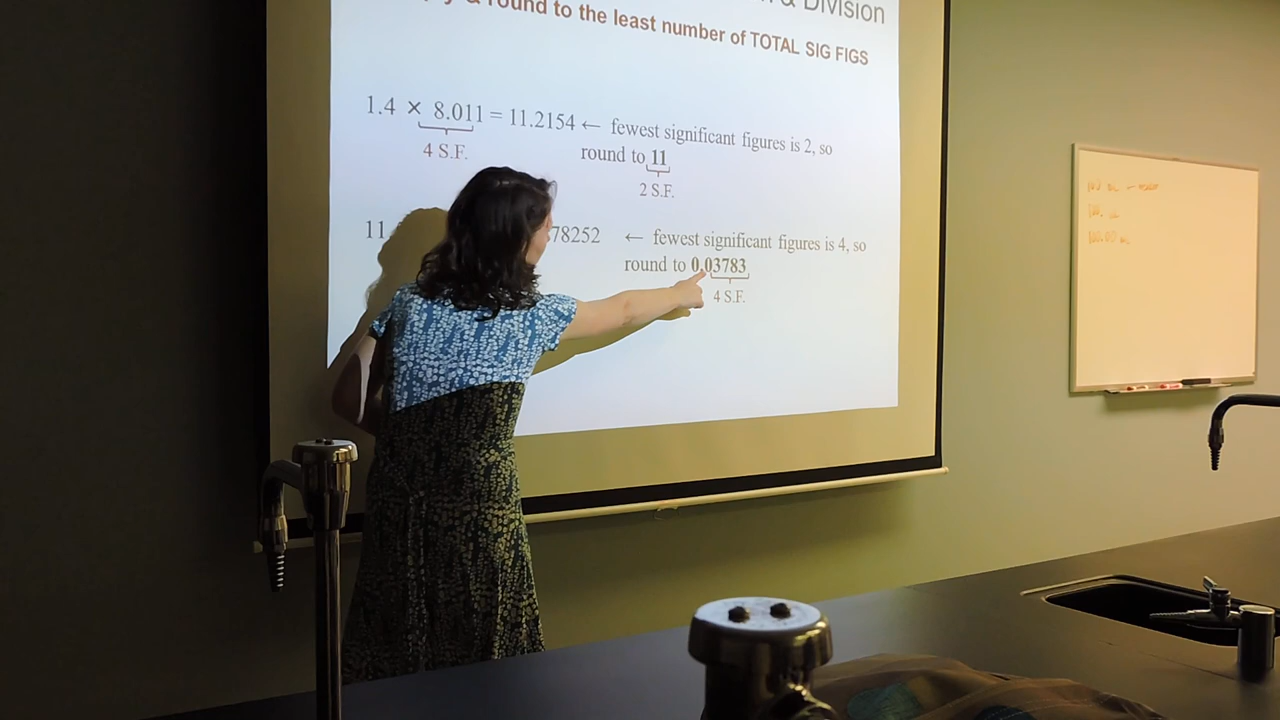 & Division
& round to the least number of TOTAL SIG FIGS
1.4 × 8.011 = 11.2154 ← fewest significant figures is 2, so
round to 11
4 S.F.
2 S.F.
11. 78252 ← fewest significant figures is 4, so
round to 0.03783
4 S.F.